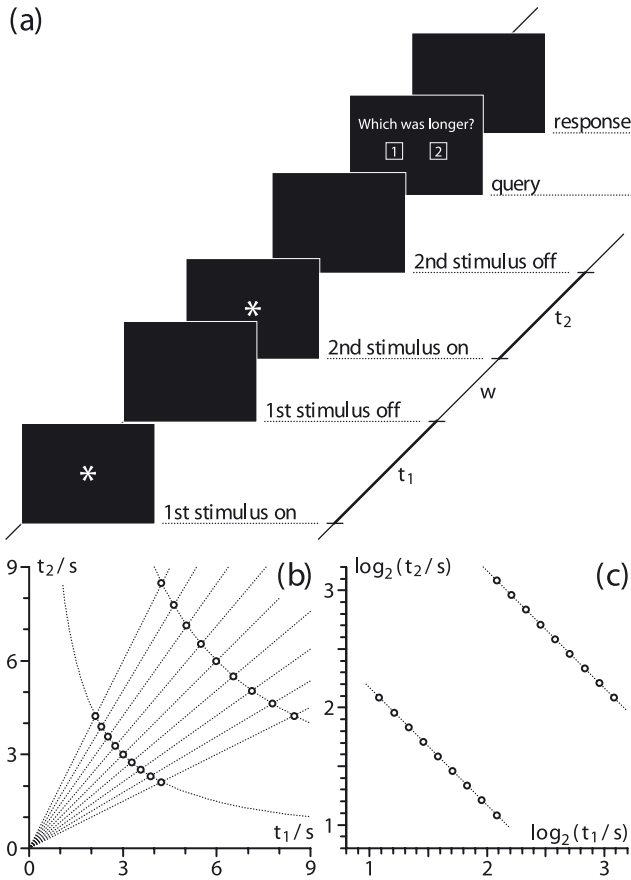 (a)
Which was longer?
1 2
response
query
2nd stimulus off
t2
*
2nd stimulus on
w
1st stimulus off
*
t1
1st stimulus on
9 t2/s (b)
6
3
0
0 3 6 9
t1/s
log2(t2/s) (c)
3
2
1
log2(t1/s)
1 2 3